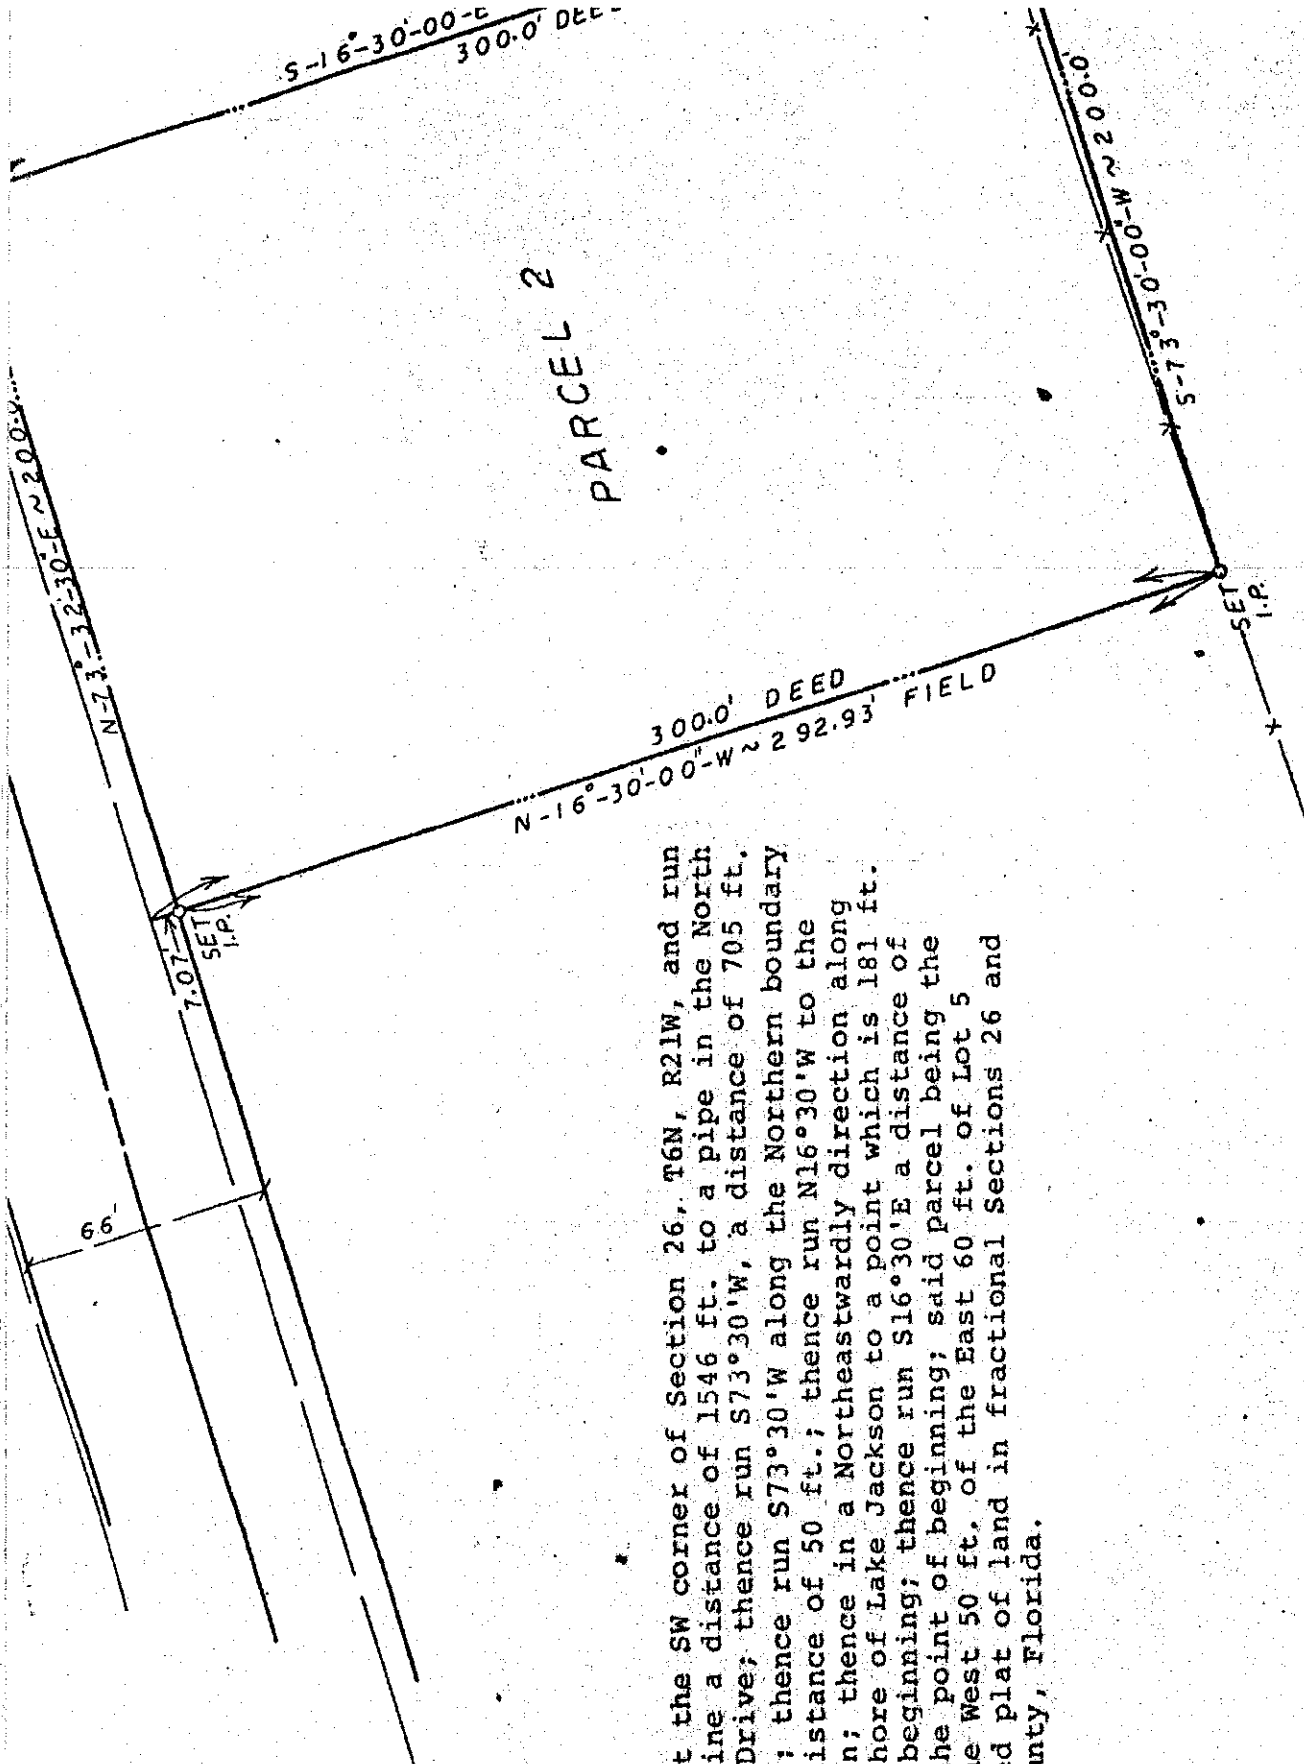 S-16°-30'-00-E
300.0' DEE
N-73°-32'-30"-E ~ 200.0
PARCEL 2
S-73°-30'-00"-W ~ 200.0'
300.0' DEED
N-16°-30'-00"-W ~ 292.93' FIELD
7.07'
SET
I.P.
SET
I.P.
66'
t the SW corner of Section 26, T6N, R21W, and run
ine a distance of 1546 ft. to a pipe in the North
Drive; thence run S73°30'W, a distance of 705 ft.
; thence run S73°30'W along the Northern boundary
istance of 50 ft.; thence run N16°30'W to the
n; thence in a Northeastwardly direction along
hore of Lake Jackson to a point which is 181 ft.
beginning; thence run S16°30'E a distance of
he point of beginning; said parcel being the
e West 50 ft. of the East 60 ft. of Lot 5
d plat of land in fractional Sections 26 and
unty, Florida.